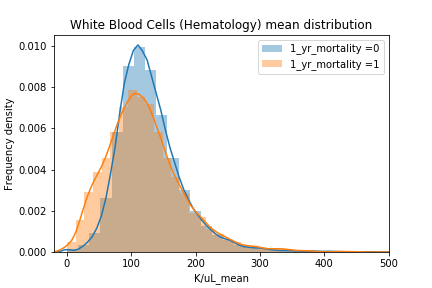 White Blood Cells (Hematology) mean distribution
1_yr_mortality =0
1_yr_mortality =1
0.010
0.008
0.006
0.004
0.002
0.000
Frequency density
0 100 200 300 400 500
K/uL_mean